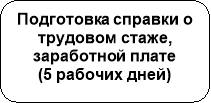 Подготовка справки о
трудовом стаже,
заработной плате
(5 рабочих дней)